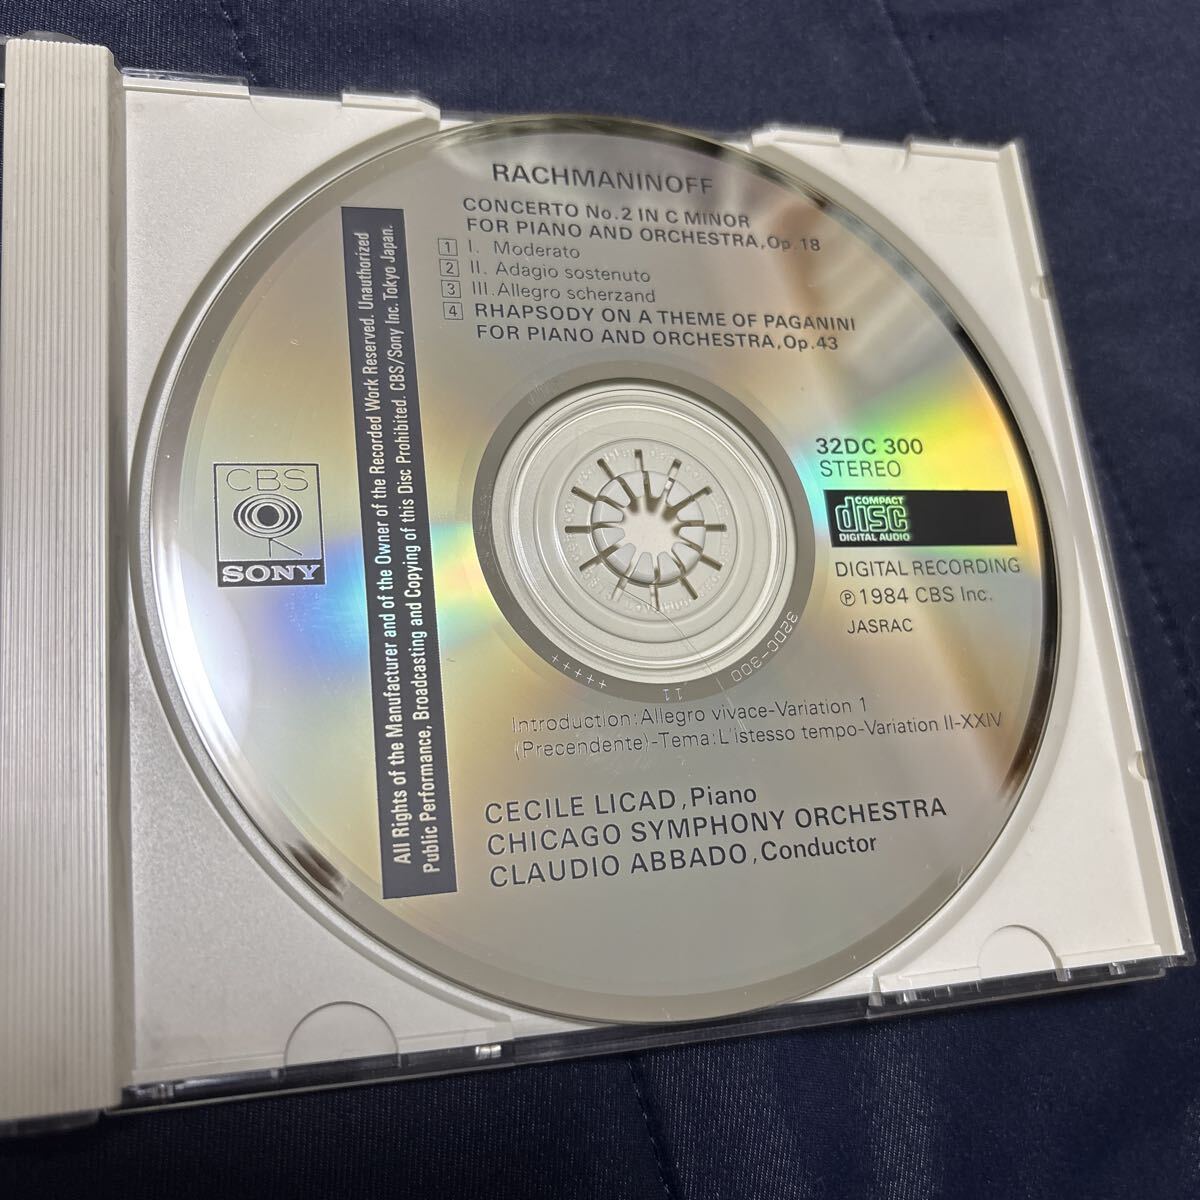 RACHMANINOFF
CONCERTO No.2 IN C MINOR
FOR PIANO AND ORCHESTRA, Op.18
1 I. Moderato
2 II. Adagio sostenuto
3 III. Allegro scherzand
4 RHAPSODY ON A THEME OF PAGANINI
FOR PIANO AND ORCHESTRA, Op.43
All Rights of the Manufacturer and of the Owner of the Recorded Work Reserved. Unauthorized
Public Performance, Broadcasting and Copying of this Disc Prohibited. CBS/Sony Inc. Tokyo Japan.
CBS
SONY
32DC 300
STEREO
COMPACT
disc
DIGITAL AUDIO
DIGITAL RECORDING
℗ 1984 CBS Inc.
JASRAC
32DC-300 11 +++++
Introduction: Allegro vivace-Variation 1
(Precendente)-Tema: L'istesso tempo-Variation II-XXIV
CECILE LICAD, Piano
CHICAGO SYMPHONY ORCHESTRA
CLAUDIO ABBADO, Conductor